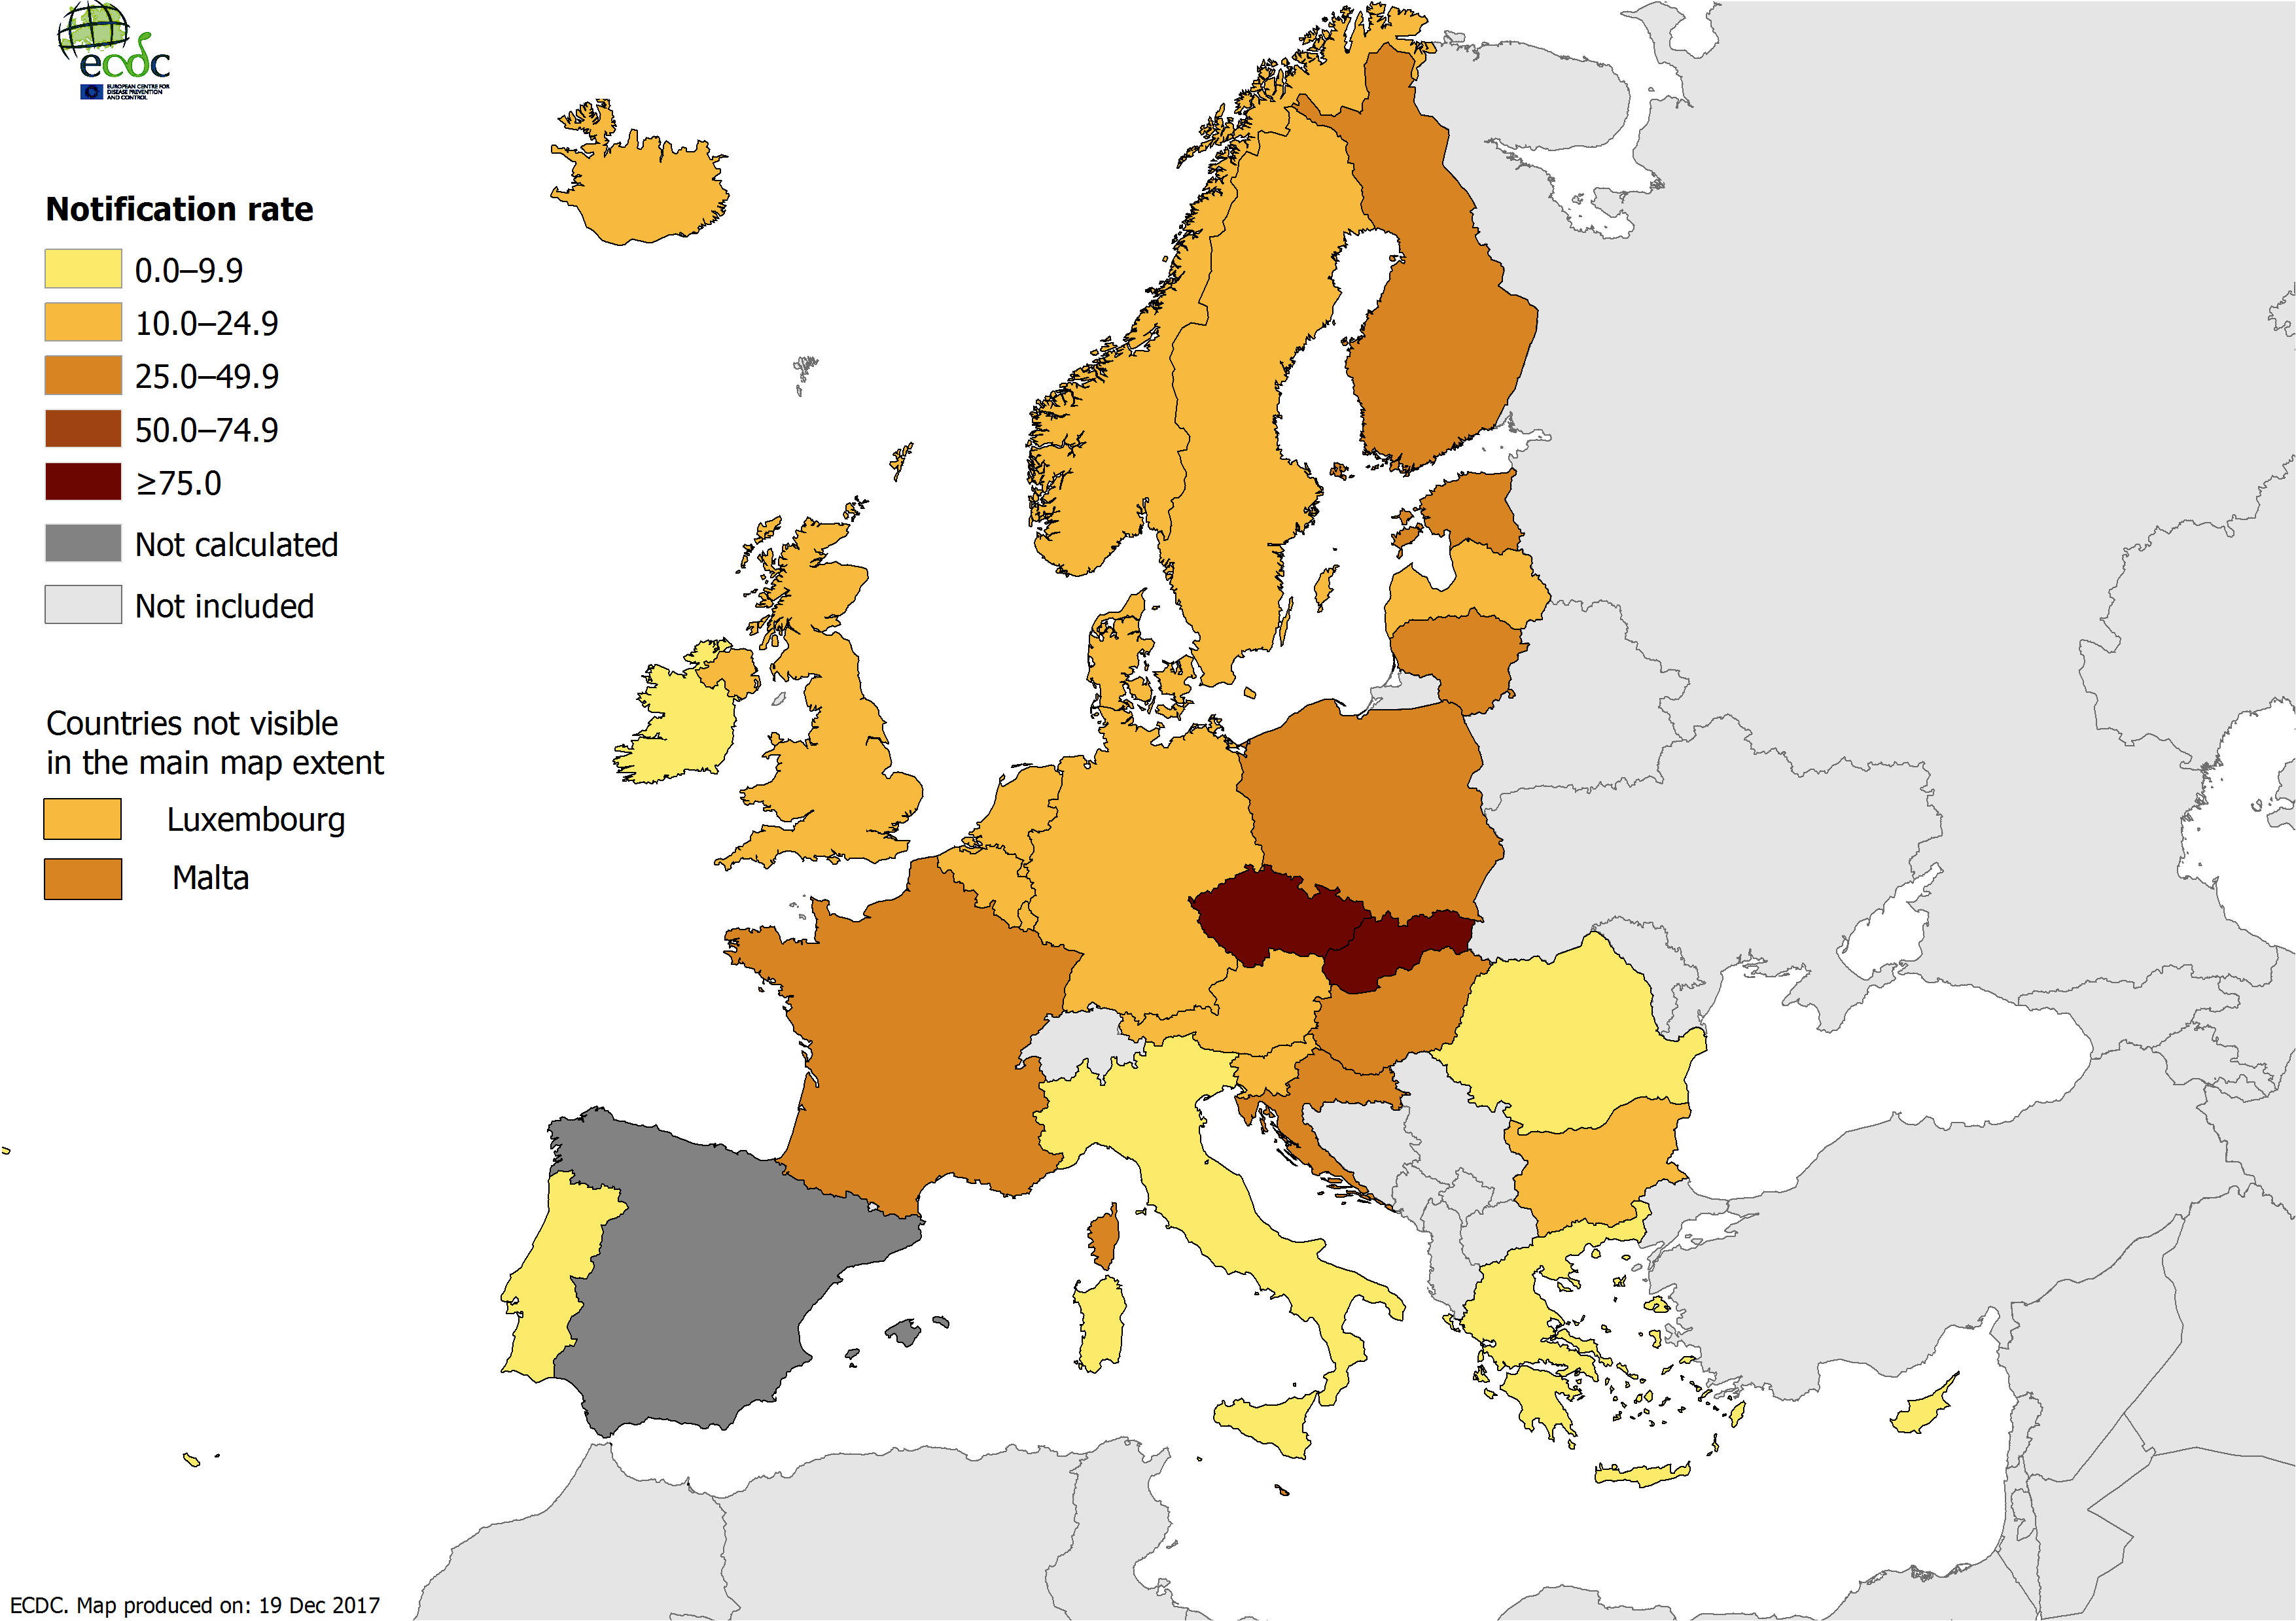 ecdc
EUROPEAN CENTRE FOR
DISEASE PREVENTION
AND CONTROL
Notification rate
0.0–9.9
10.0–24.9
25.0–49.9
50.0–74.9
≥75.0
Not calculated
Not included
Countries not visible
in the main map extent
Luxembourg
Malta
ECDC. Map produced on: 19 Dec 2017